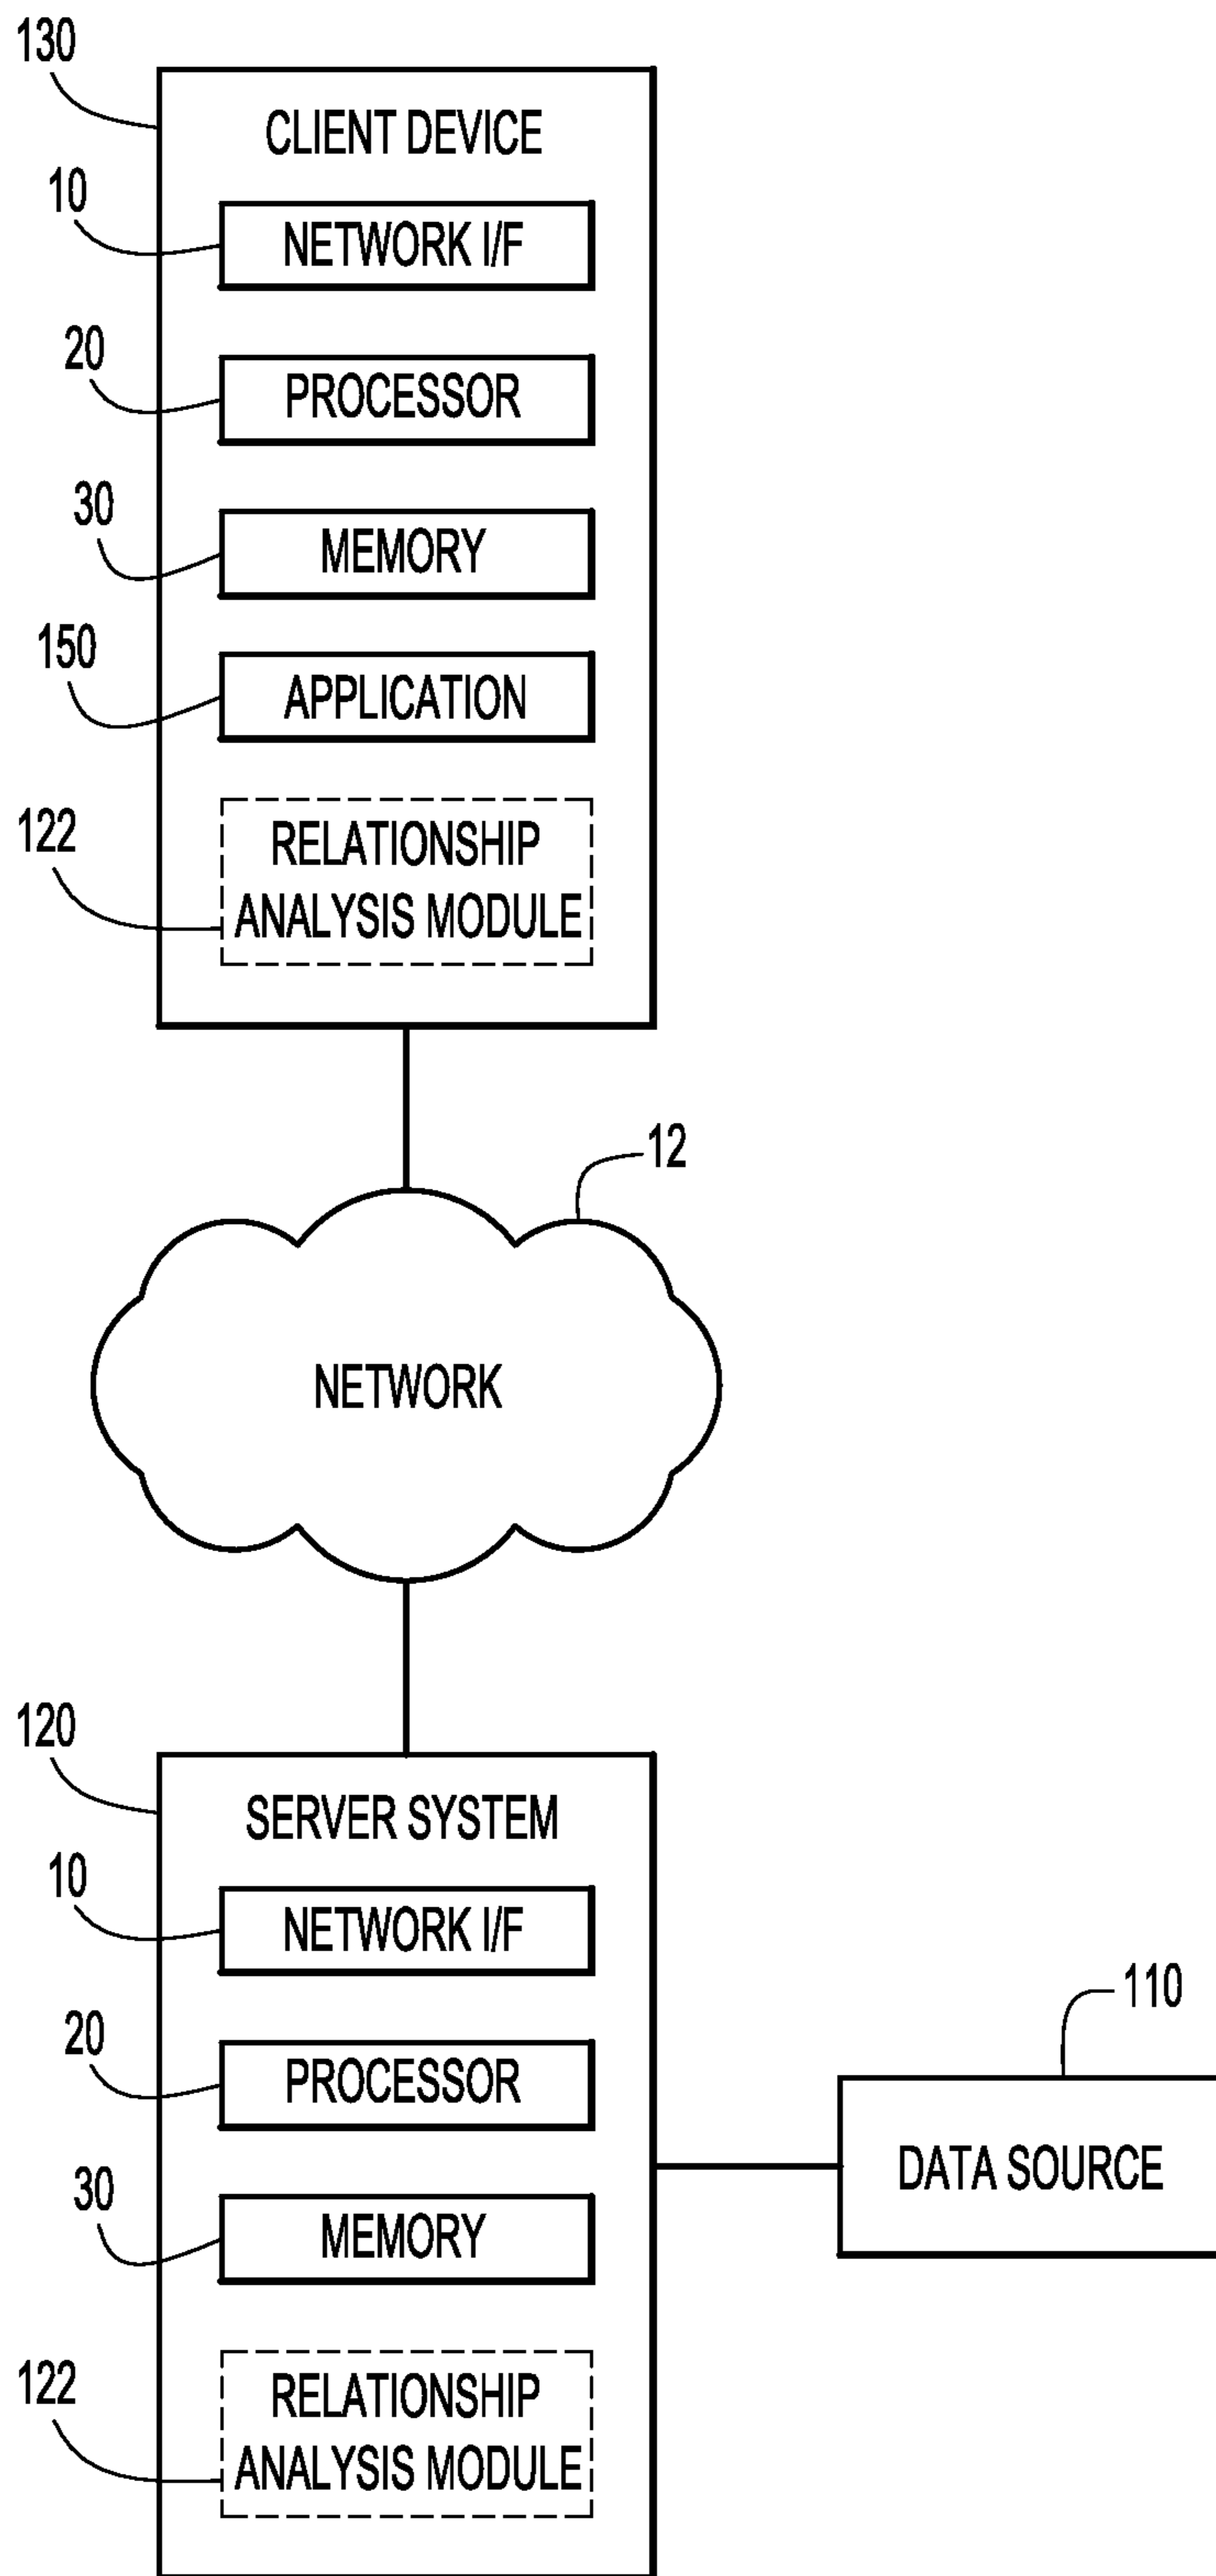 130
CLIENT DEVICE
10
NETWORK I/F
20
PROCESSOR
30
MEMORY
150
APPLICATION
122
RELATIONSHIP
ANALYSIS MODULE
12
NETWORK
120
SERVER SYSTEM
10
NETWORK I/F
20
PROCESSOR
110
DATA SOURCE
30
MEMORY
122
RELATIONSHIP
ANALYSIS MODULE